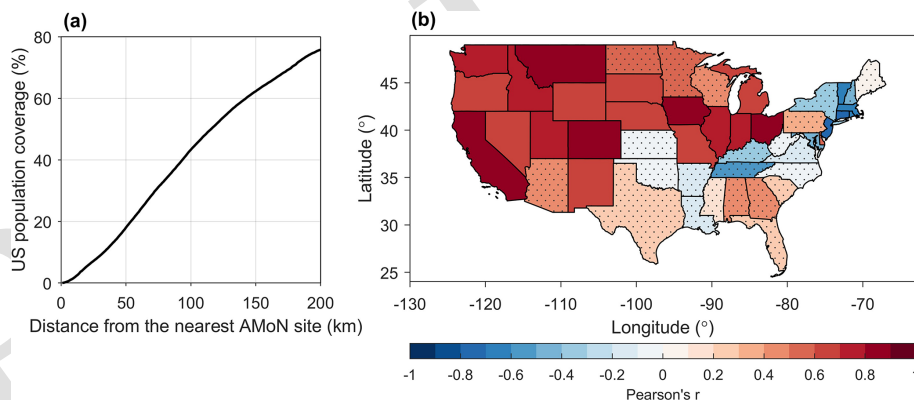 (a)
(b)
US population coverage (%)
80
60
40
20
0
0 50 100 150 200
Distance from the nearest AMoN site (km)
Latitude (°)
45
40
35
30
25
-130 -120 -110 -100 -90 -80 -70
Longitude (°)
-1 -0.8 -0.6 -0.4 -0.2 0 0.2 0.4 0.6 0.8
Pearson's r